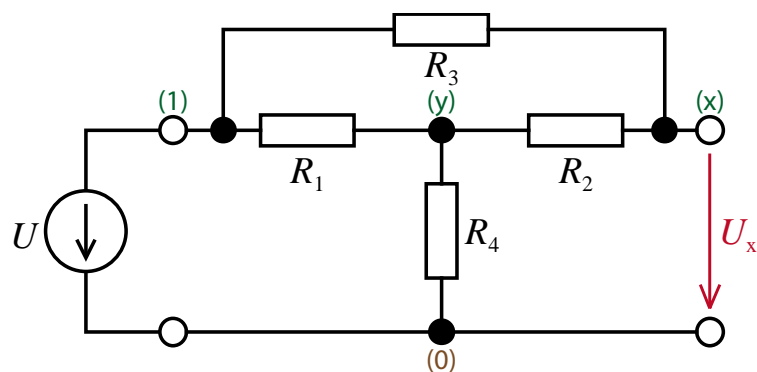 R₃
(1)
(y)
(x)
R₁
R₂
U
R₄
Uₓ
(0)